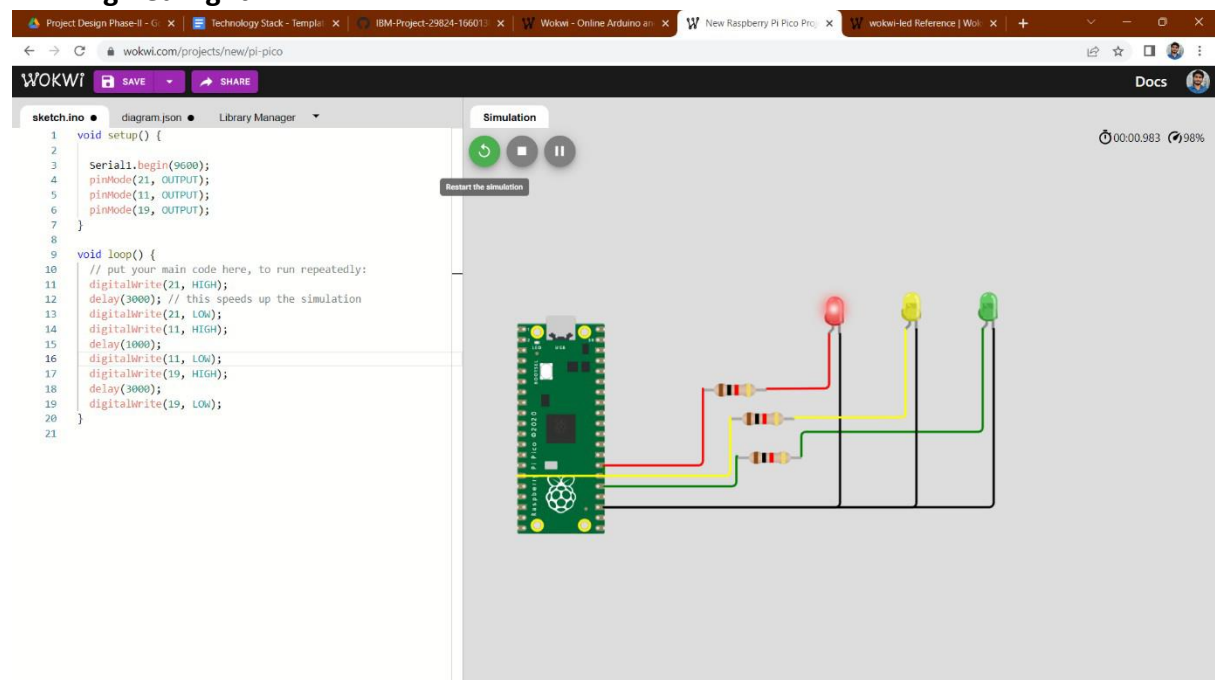 Project Design Phase-II - G
Technology Stack - Templat
IBM-Project-29824-16601
Wokwi - Online Arduino an
New Raspberry Pi Pico Proj
wokwi-led Reference | Wok
wokwi.com/projects/new/pi-pico
WOKWI
SAVE
SHARE
Docs
sketch.ino ●
diagram.json ●
Library Manager
Simulation
00:00.983
98%
Restart the simulation
1 void setup() {
2
3 Serial1.begin(9600);
4 pinMode(21, OUTPUT);
5 pinMode(11, OUTPUT);
6 pinMode(19, OUTPUT);
7 }
8
9 void loop() {
10 // put your main code here, to run repeatedly:
11 digitalWrite(21, HIGH);
12 delay(3000); // this speeds up the simulation
13 digitalWrite(21, LOW);
14 digitalWrite(11, HIGH);
15 delay(1000);
16 digitalWrite(11, LOW);
17 digitalWrite(19, HIGH);
18 delay(3000);
19 digitalWrite(19, LOW);
20 }
21
LED
USB
BOOTSEL
Raspberry Pi Pico ©2020